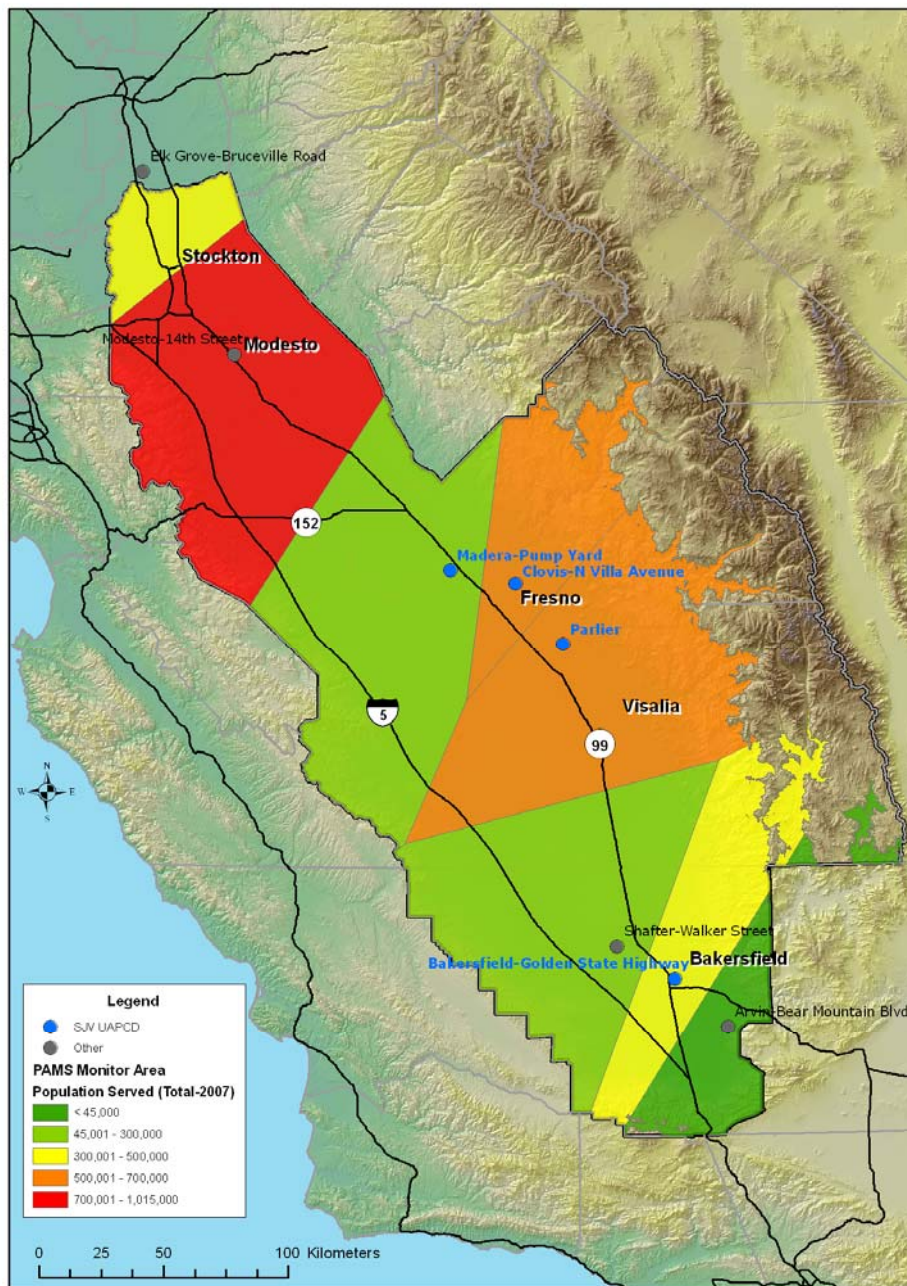 Elk Grove-Bruceville Road
Stockton
Modesto-14th Street
Modesto
152
Madera-Pump Yard
Clovis-N Villa Avenue
Fresno
Parlier
5
Visalia
99
N
W
E
S
Shafter-Walker Street
Bakersfield-Golden State Highway
Bakersfield
Arvin-Bear Mountain Blvd
Legend
SJV UAPCD
Other
PAMS Monitor Area
Population Served (Total-2007)
< 45,000
45,001 - 300,000
300,001 - 500,000
500,001 - 700,000
700,001 - 1,015,000
0 25 50 100 Kilometers